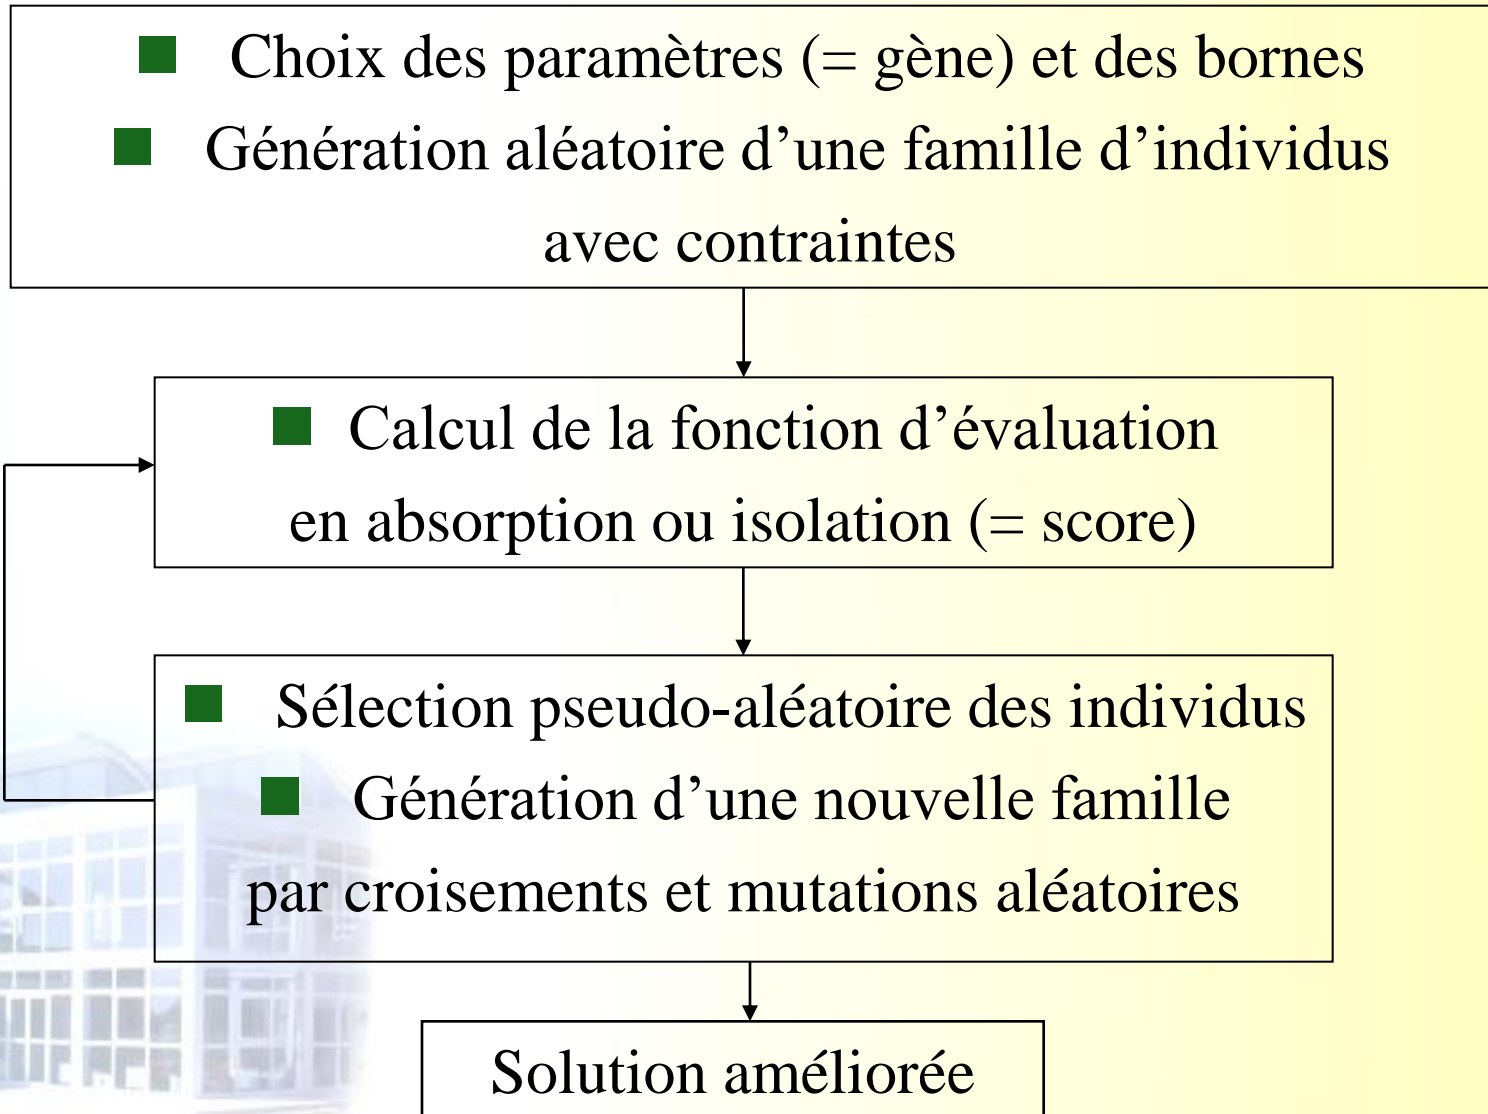 Choix des paramètres (= gène) et des bornes
Génération aléatoire d’une famille d’individus
avec contraintes
Calcul de la fonction d’évaluation
en absorption ou isolation (= score)
Sélection pseudo-aléatoire des individus
Génération d’une nouvelle famille
par croisements et mutations aléatoires
Solution améliorée